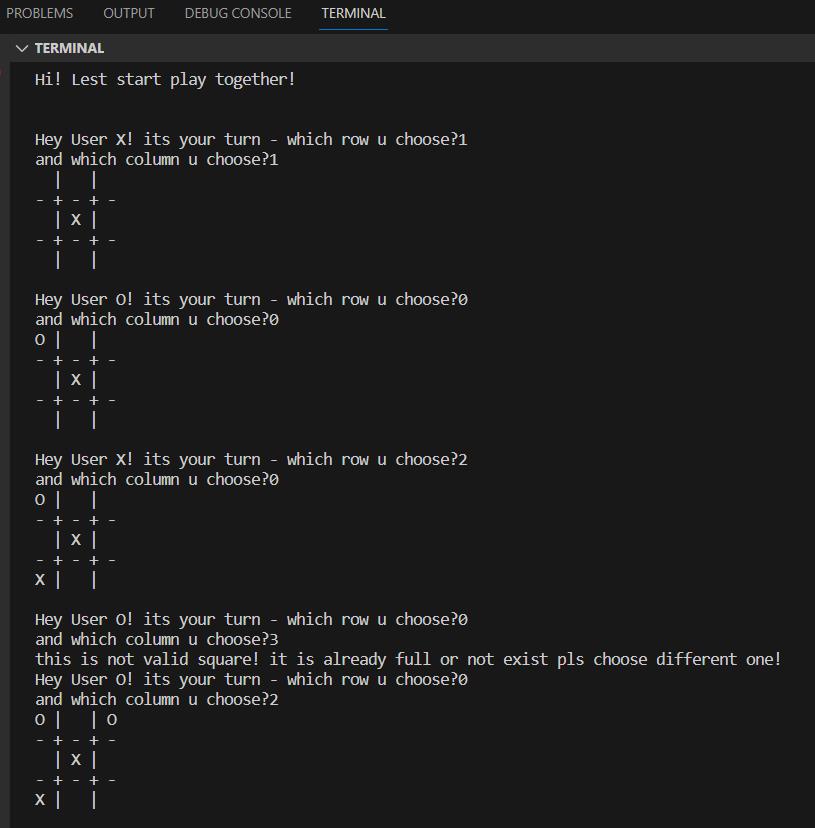 PROBLEMS OUTPUT DEBUG CONSOLE TERMINAL
TERMINAL
Hi! Lest start play together!
Hey User X! its your turn - which row u choose?1
and which column u choose?1
  |   |
- + - + -
  | X |
- + - + -
  |   |
Hey User O! its your turn - which row u choose?0
and which column u choose?0
O |   |
- + - + -
  | X |
- + - + -
  |   |
Hey User X! its your turn - which row u choose?2
and which column u choose?0
O |   |
- + - + -
  | X |
- + - + -
X |   |
Hey User O! its your turn - which row u choose?0
and which column u choose?3
this is not valid square! it is already full or not exist pls choose different one!
Hey User O! its your turn - which row u choose?0
and which column u choose?2
O |   | O
- + - + -
  | X |
- + - + -
X |   |